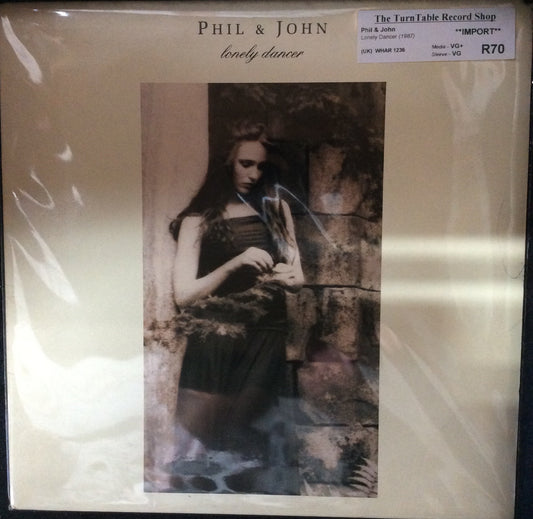 PHIL & JOHN
lonely dancer
The TurnTable Record Shop
Phil & John
Lonely Dancer (1987)
**IMPORT**
(UK) WHAR 1236
Media - VG+
Sleeve - VG
R70